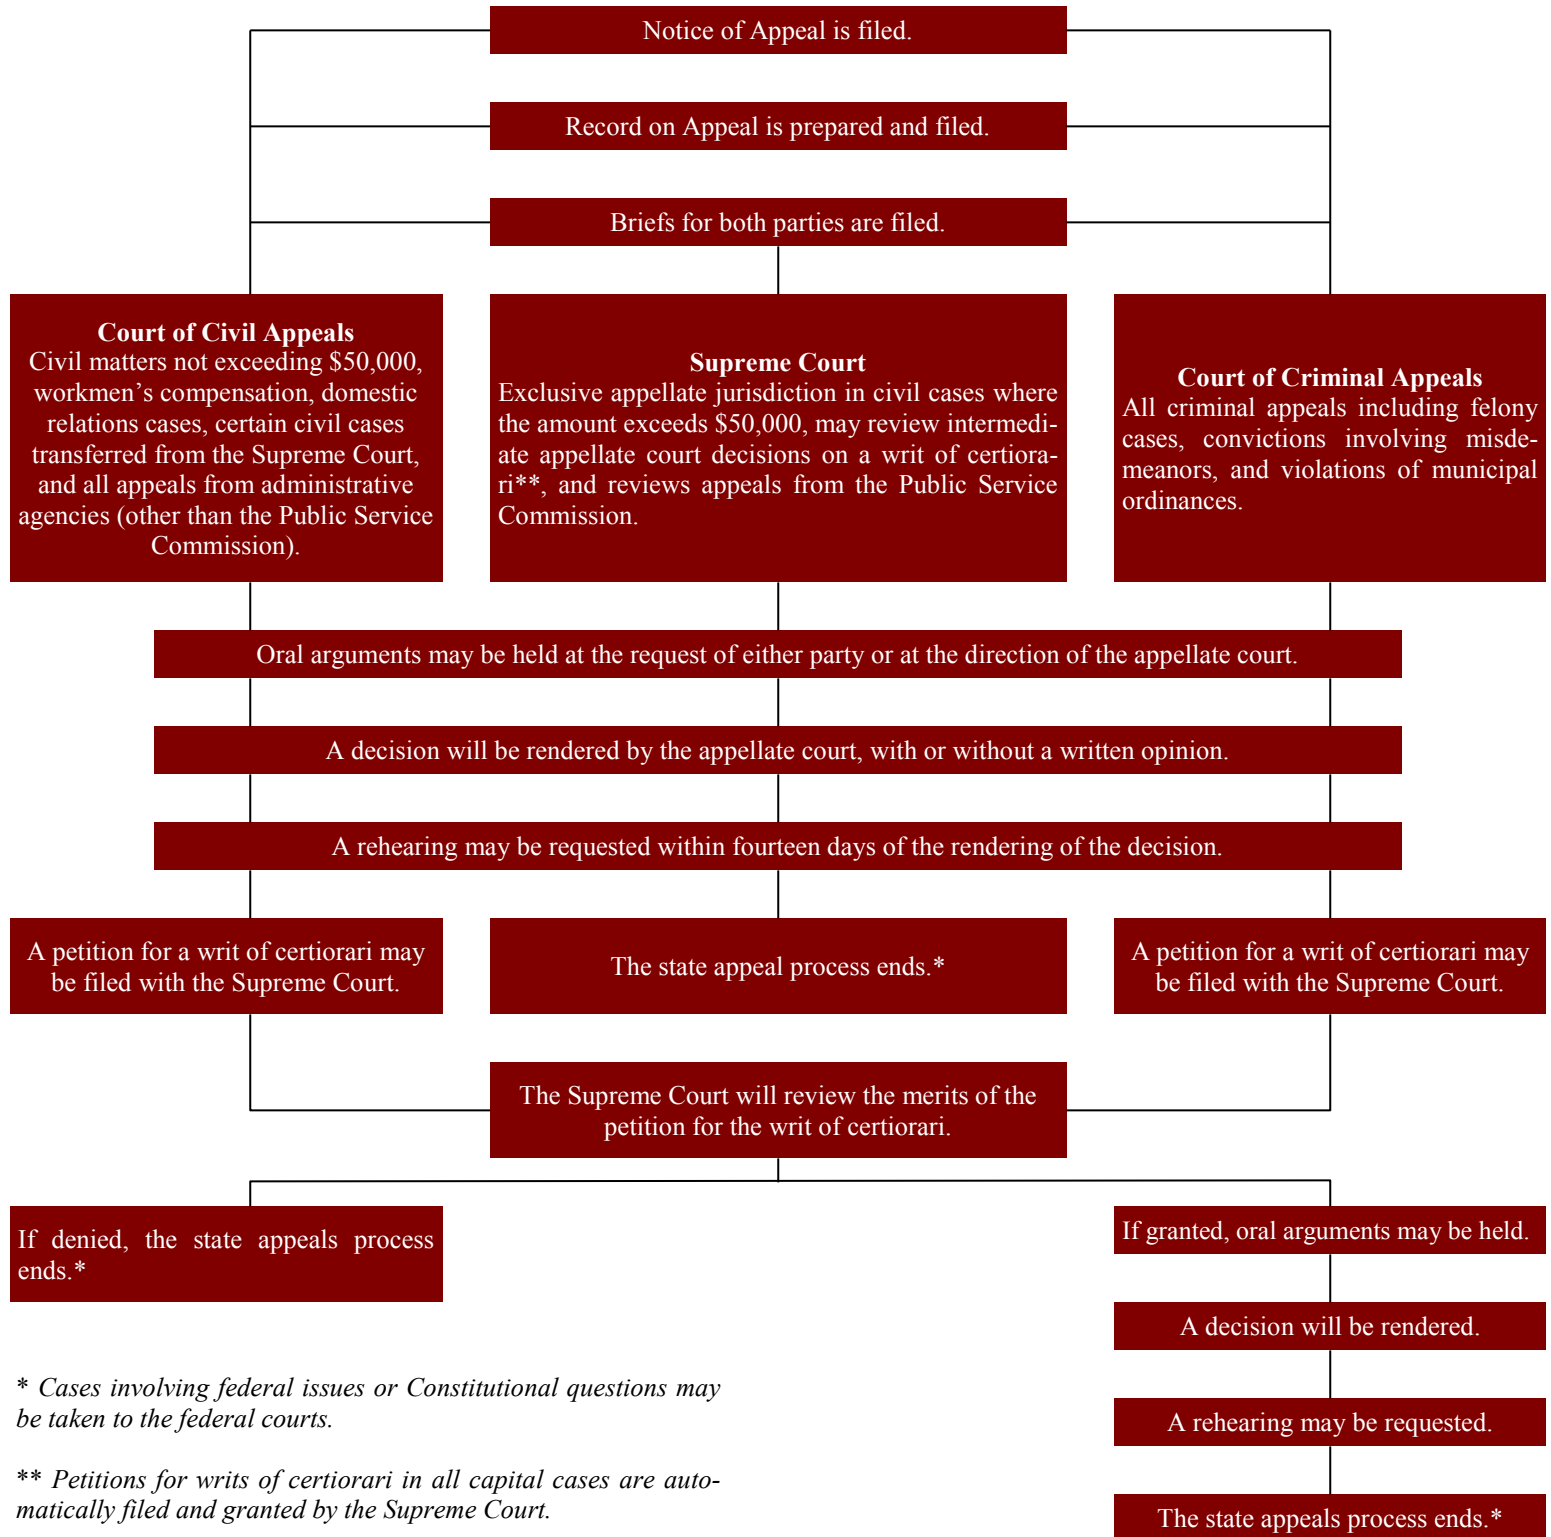 Notice of Appeal is filed.
Record on Appeal is prepared and filed.
Briefs for both parties are filed.
Court of Civil Appeals
Civil matters not exceeding $50,000,
workmen’s compensation, domestic
relations cases, certain civil cases
transferred from the Supreme Court,
and all appeals from administrative
agencies (other than the Public Service
Commission).
Supreme Court
Exclusive appellate jurisdiction in civil cases where
the amount exceeds $50,000, may review intermedi-
ate appellate court decisions on a writ of certiora-
ri**, and reviews appeals from the Public Service
Commission.
Court of Criminal Appeals
All criminal appeals including felony
cases, convictions involving misde-
meanors, and violations of municipal
ordinances.
Oral arguments may be held at the request of either party or at the direction of the appellate court.
A decision will be rendered by the appellate court, with or without a written opinion.
A rehearing may be requested within fourteen days of the rendering of the decision.
A petition for a writ of certiorari may
be filed with the Supreme Court.
The state appeal process ends.*
A petition for a writ of certiorari may
be filed with the Supreme Court.
The Supreme Court will review the merits of the
petition for the writ of certiorari.
If denied, the state appeals process
ends.*
If granted, oral arguments may be held.
A decision will be rendered.
A rehearing may be requested.
The state appeals process ends.*
* Cases involving federal issues or Constitutional questions may
be taken to the federal courts.
** Petitions for writs of certiorari in all capital cases are auto-
matically filed and granted by the Supreme Court.